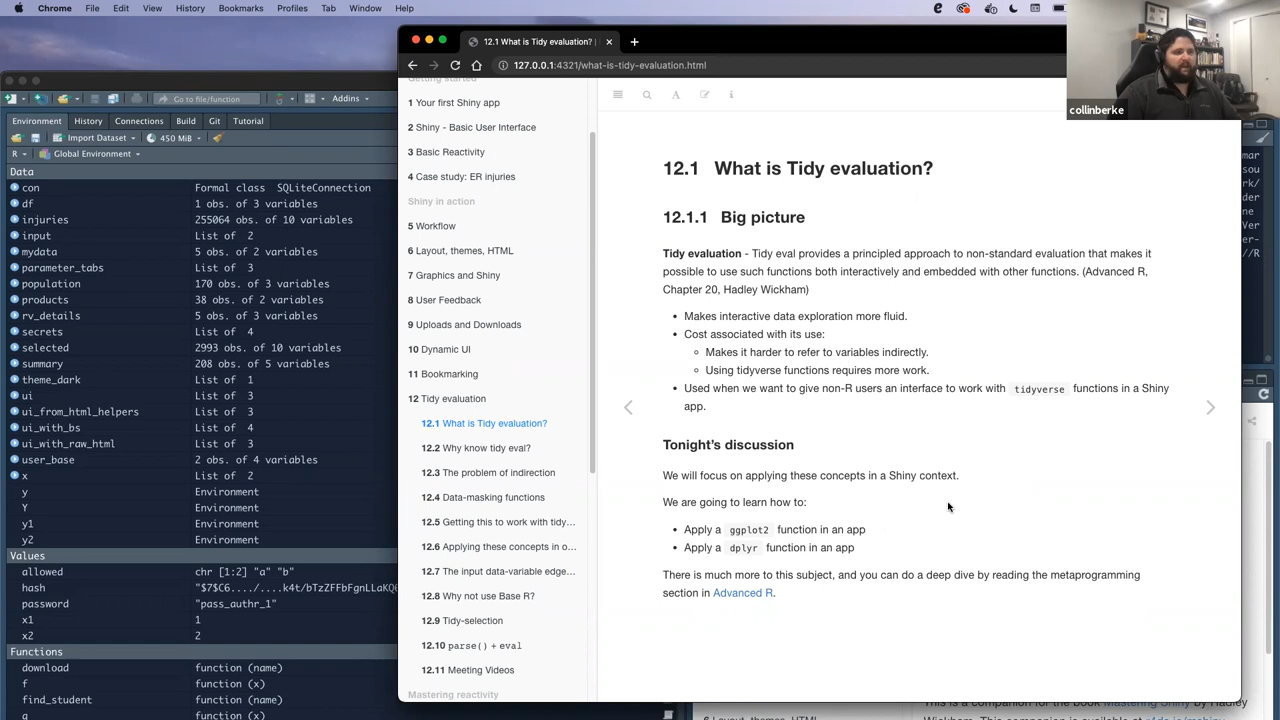 Chrome File Edit View History Bookmarks Profiles Tab Window Help
12.1 What is Tidy evaluation? |
127.0.0.1:4321/what-is-tidy-evaluation.html
collinberke
Go to file/function
Addins
Environment History Connections Build Git Tutorial
Import Dataset 450 MiB
R Global Environment
Data
con Formal class SQLiteConnection
df 1 obs. of 3 variables
injuries 255064 obs. of 10 variables
input List of 2
mydata 5 obs. of 2 variables
parameter_tabs List of 3
population 170 obs. of 3 variables
products 38 obs. of 2 variables
rv_details 5 obs. of 2 variables
secrets List of 4
selected 2993 obs. of 10 variables
summary 208 obs. of 5 variables
theme_dark List of 1
ui List of 3
ui_from_html_helpers List of 3
ui_with_bs List of 4
ui_with_raw_html List of 3
user_base 2 obs. of 4 variables
x List of 2
y Environment
Y Environment
y1 Environment
y2 Environment
Values
allowed chr [1:2] "a" "b"
hash "$7$C6..../....k4t/bTzZTFbFgnLLaKQ
password "pass_authr_1"
x1 1
x2 2
Functions
download function (name)
f function (x)
find_student function (name)
Getting started
1 Your first Shiny app
2 Shiny - Basic User Interface
3 Basic Reactivity
4 Case study: ER injuries
Shiny in action
5 Workflow
6 Layout, themes, HTML
7 Graphics and Shiny
8 User Feedback
9 Uploads and Downloads
10 Dynamic UI
11 Bookmarking
12 Tidy evaluation
12.1 What is Tidy evaluation?
12.2 Why know tidy eval?
12.3 The problem of indirection
12.4 Data-masking functions
12.5 Getting this to work with tidy…
12.6 Applying these concepts in o…
12.7 The input data-variable edge…
12.8 Why not use Base R?
12.9 Tidy-selection
12.10 parse() + eval
12.11 Meeting Videos
Mastering reactivity
12.1 What is Tidy evaluation?
12.1.1 Big picture
Tidy evaluation - Tidy eval provides a principled approach to non-standard evaluation that makes it
possible to use such functions both interactively and embedded with other functions. (Advanced R,
Chapter 20, Hadley Wickham)
• Makes interactive data exploration more fluid.
• Cost associated with its use:
◦ Makes it harder to refer to variables indirectly.
◦ Using tidyverse functions requires more work.
• Used when we want to give non-R users an interface to work with tidyverse functions in a Shiny
app.
Tonight's discussion
We will focus on applying these concepts in a Shiny context.
We are going to learn how to:
• Apply a ggplot2 function in an app
• Apply a dplyr function in an app
There is much more to this subject, and you can do a deep dive by reading the metaprogramming
section in Advanced R.